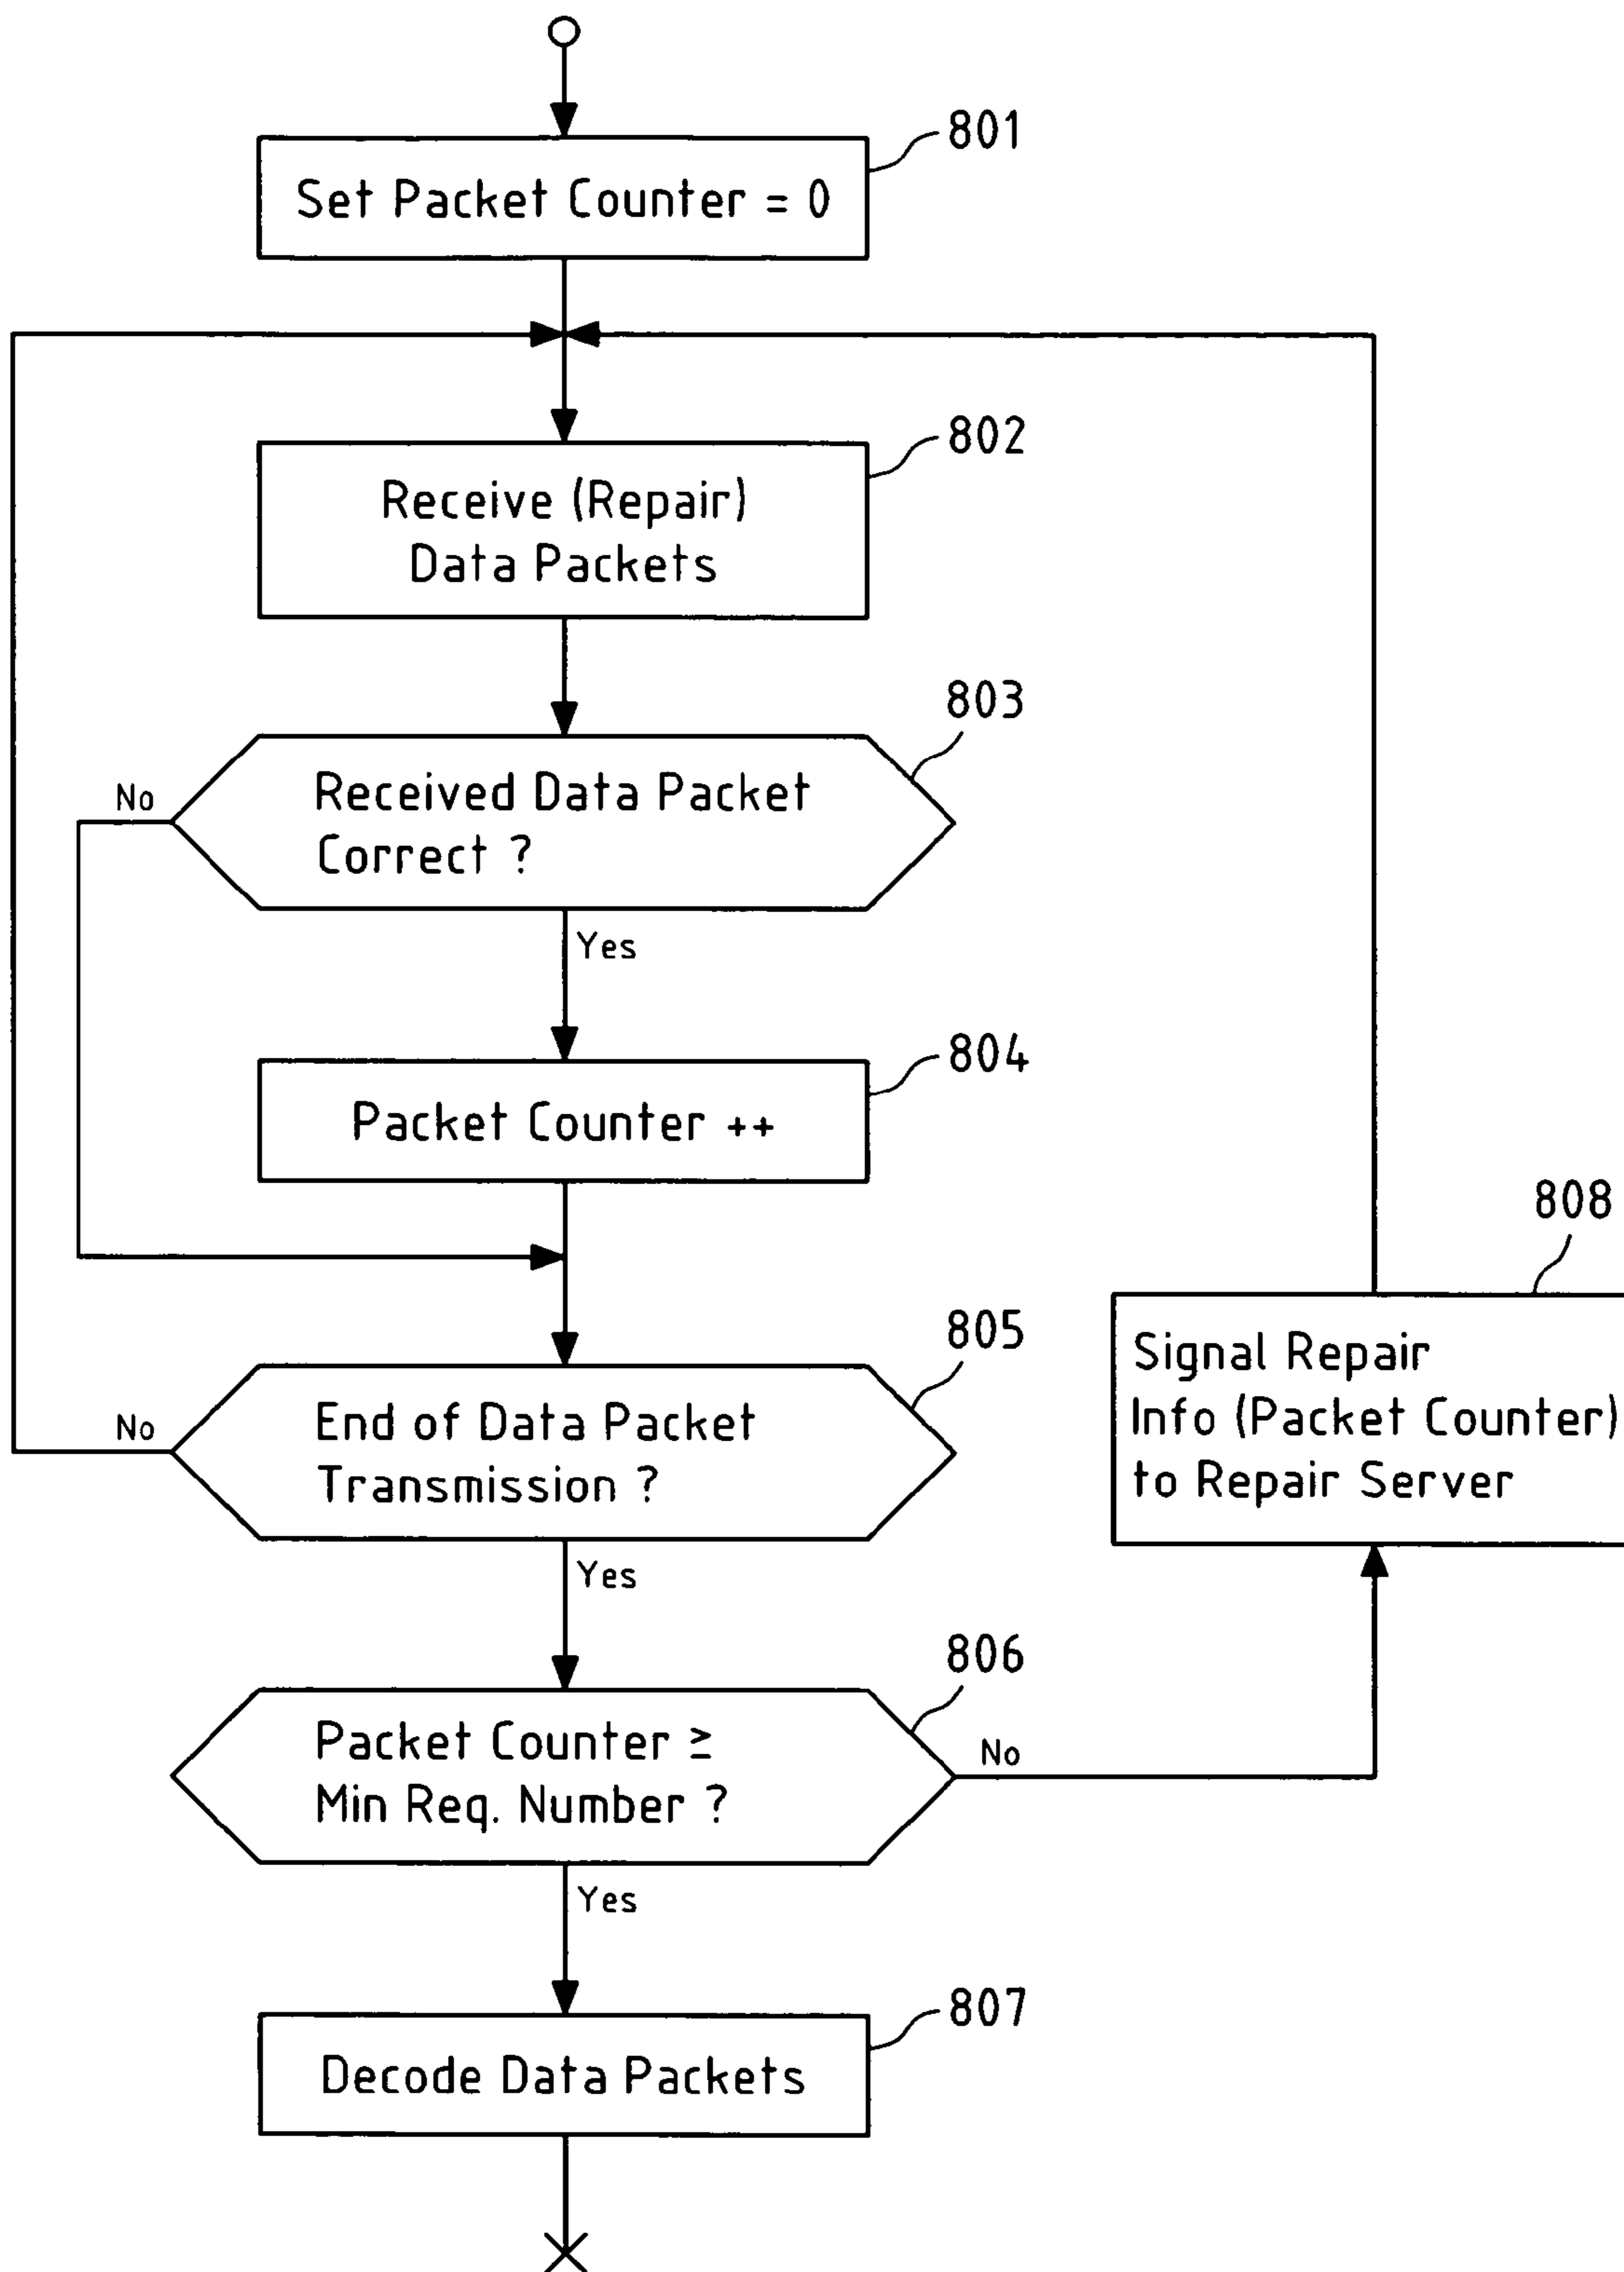 801
Set Packet Counter = 0
802
Receive (Repair)
Data Packets
803
No
Received Data Packet
Correct ?
Yes
804
Packet Counter ++
808
805
Signal Repair
Info (Packet Counter)
to Repair Server
No
End of Data Packet
Transmission ?
Yes
806
Packet Counter ≥
Min Req. Number ?
No
Yes
807
Decode Data Packets